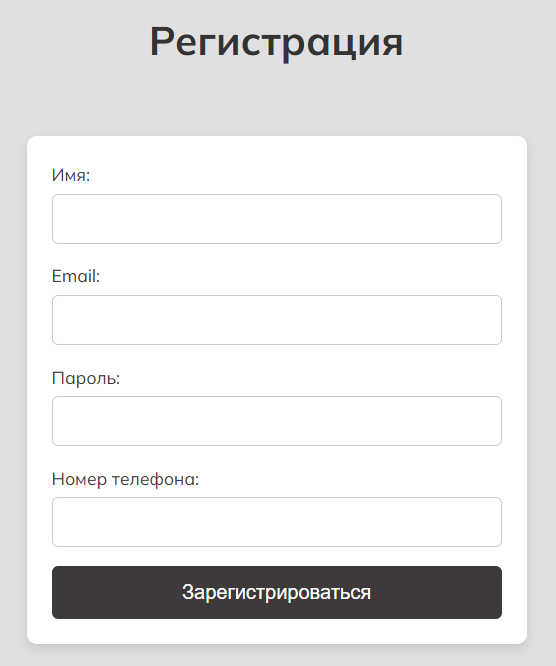 Регистрация
Имя:
Email:
Пароль:
Номер телефона:
Зарегистрироваться